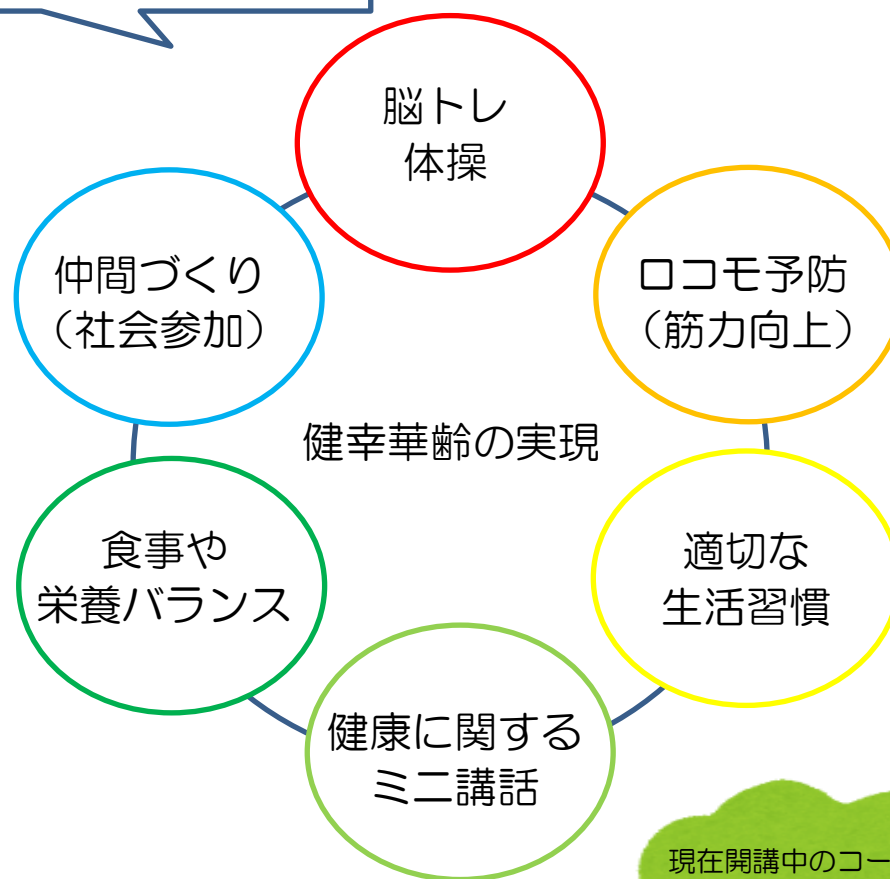 脳トレ
体操
仲間づくり
（社会参加）
ロコモ予防
（筋力向上）
健幸華齢の実現
食事や
栄養バランス
適切な
生活習慣
健康に関する
ミニ講話
現在開講中のコー